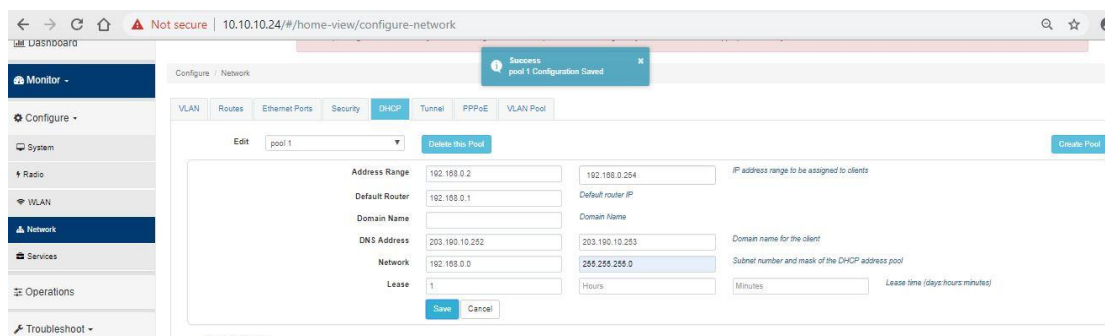 Not secure | 10.10.10.24/#/home-view/configure-network
Dashboard
Success
pool 1 Configuration Saved
Monitor
Configure / Network
VLAN Routes Ethernet Ports Security DHCP Tunnel PPPoE VLAN Pool
Configure
Edit pool 1 Delete this Pool Create Pool
System
Radio
WLAN
Network
Services
Operations
Troubleshoot
Address Range 192.168.0.2 192.168.0.254 IP address range to be assigned to clients
Default Router 192.168.0.1 Default router IP
Domain Name Domain Name
DNS Address 203.190.10.252 203.190.10.253 Domain name for the client
Network 192.168.0.0 255.255.255.0 Subnet number and mask of the DHCP address pool
Lease 1 Hours Minutes Lease time (days:hours:minutes)
Save Cancel